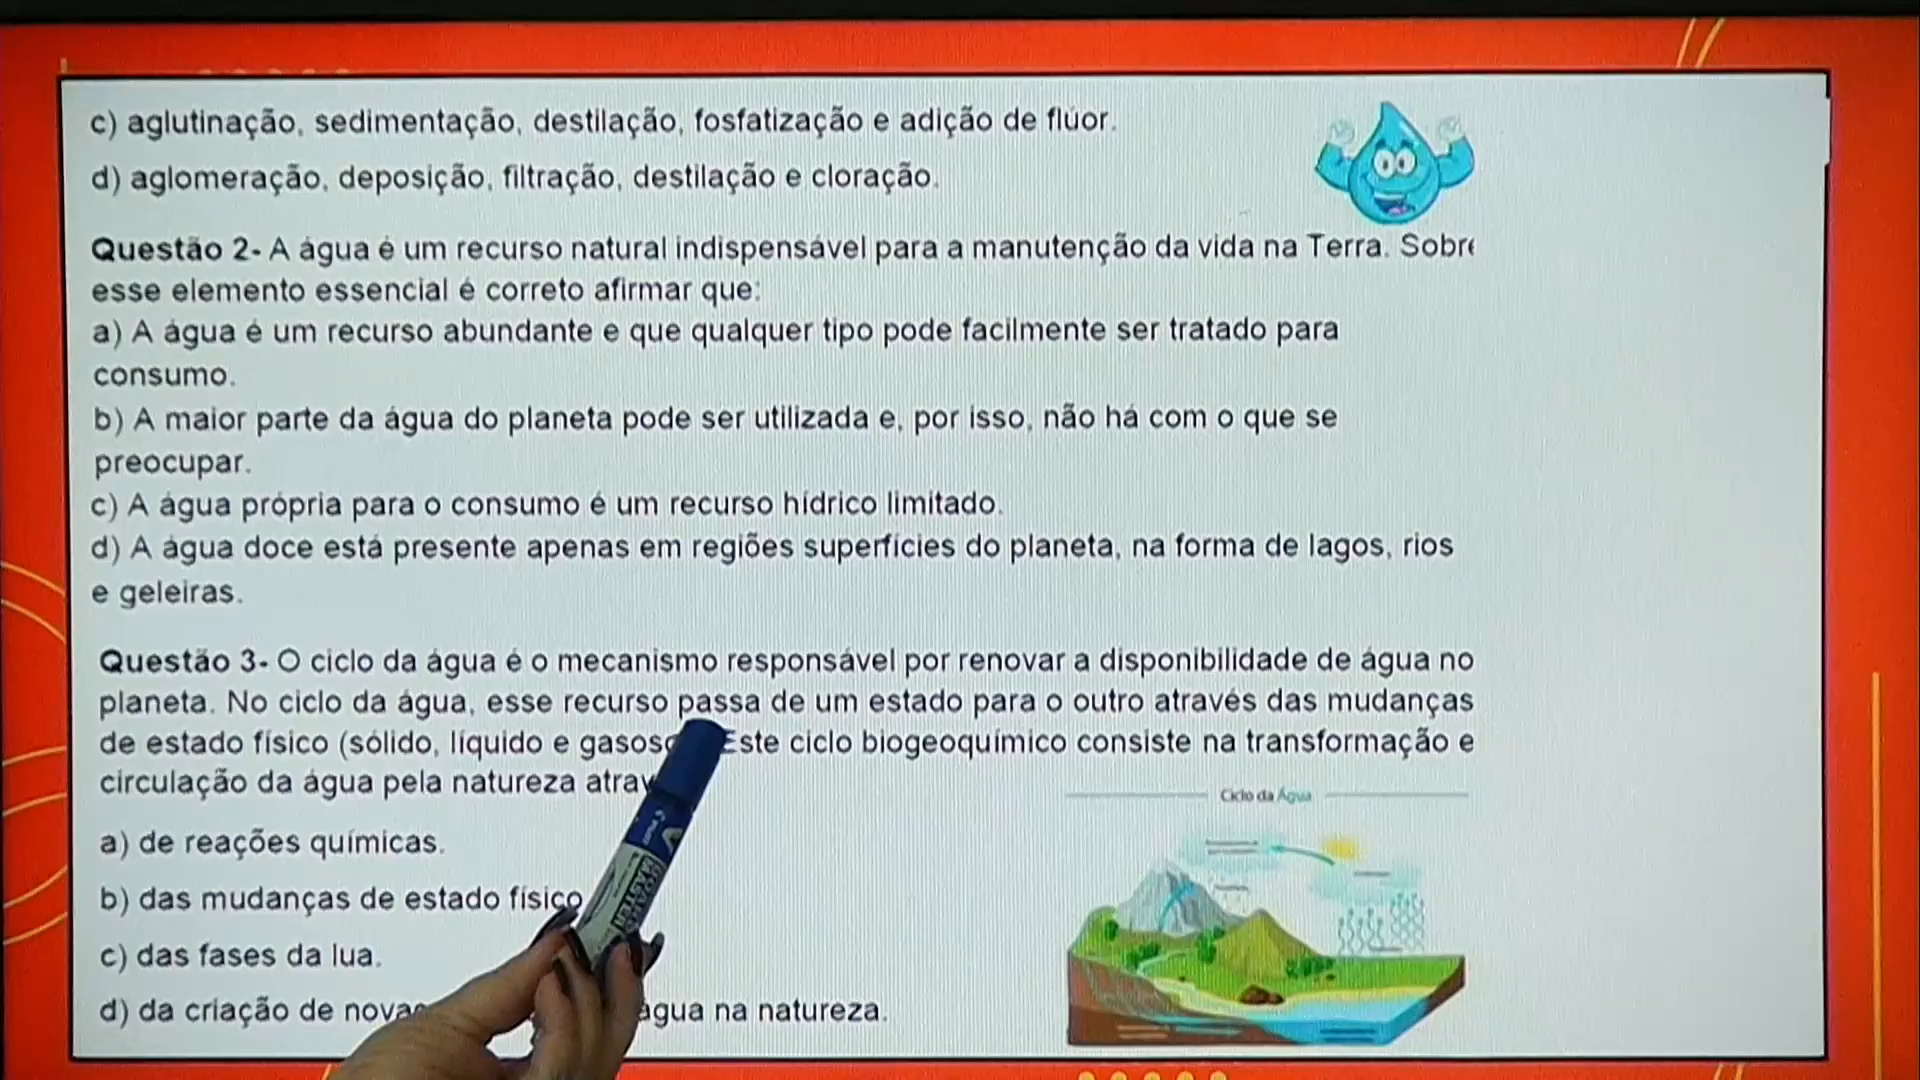 c) aglutinação, sedimentação, destilação, fosfatização e adição de flúor.
d) aglomeração, deposição, filtração, destilação e cloração.
Questão 2- A água é um recurso natural indispensável para a manutenção da vida na Terra. Sobre
esse elemento essencial é correto afirmar que:
a) A água é um recurso abundante e que qualquer tipo pode facilmente ser tratado para
consumo.
b) A maior parte da água do planeta pode ser utilizada e, por isso, não há com o que se
preocupar.
c) A água própria para o consumo é um recurso hídrico limitado.
d) A água doce está presente apenas em regiões superfícies do planeta, na forma de lagos, rios
e geleiras.
Questão 3- O ciclo da água é o mecanismo responsável por renovar a disponibilidade de água no
planeta. No ciclo da água, esse recurso passa de um estado para o outro através das mudanças
de estado físico (sólido, líquido e gasoso Este ciclo biogeoquímico consiste na transformação e
circulação da água pela natureza atrav
Ciclo da Água
a) de reações químicas.
b) das mudanças de estado físico
c) das fases da lua.
d) da criação de novas água na natureza.